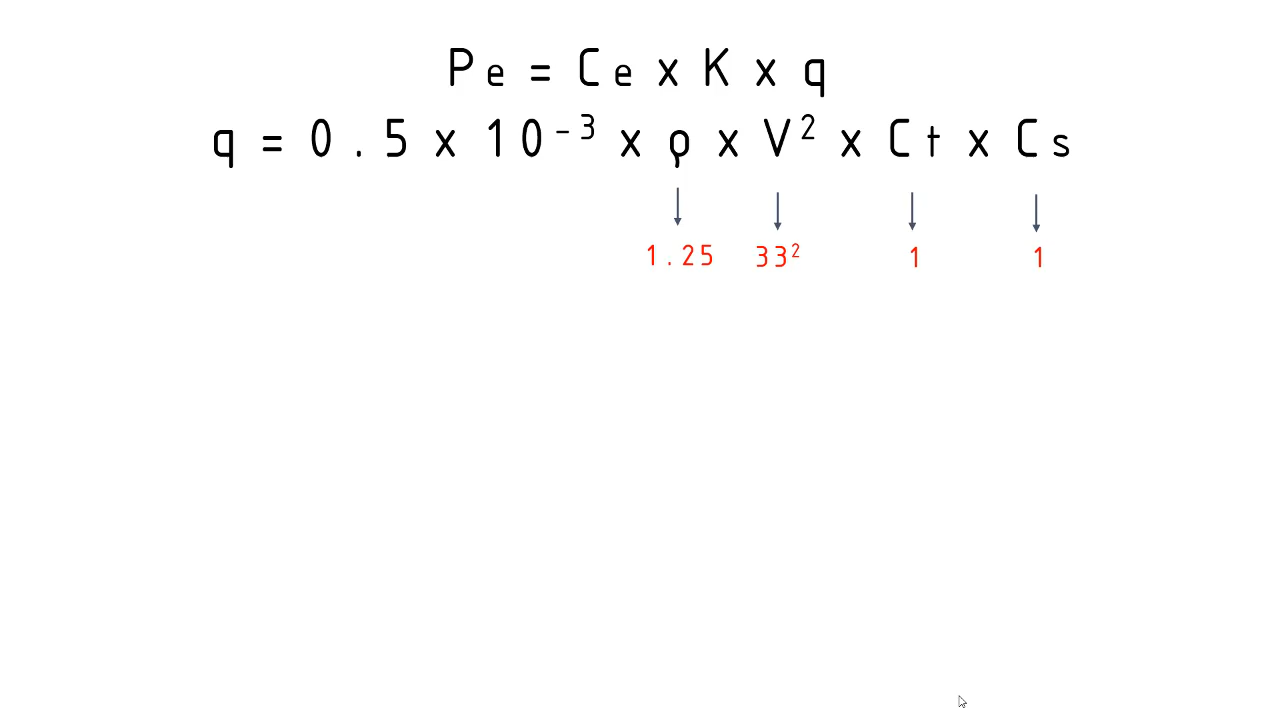 Pe = Ce x K x q
q = 0.5 x 10⁻³ x ρ x V² x Ct x Cs
1.25 33² 1 1